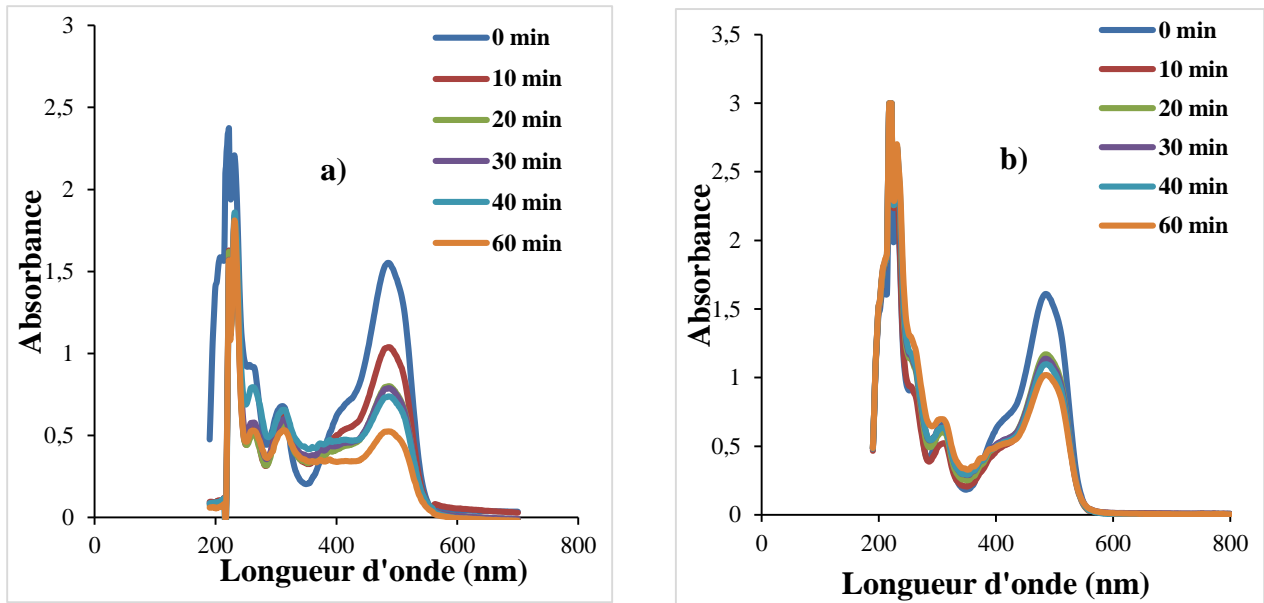 3
2,5
2
1,5
1
0,5
0
0
200
400
600
800
Absorbance
Longueur d'onde (nm)
a)
0 min
10 min
20 min
30 min
40 min
60 min
3,5
3
2,5
2
1,5
1
0,5
0
0
200
400
600
800
Absorbance
Longueur d'onde (nm)
b)
0 min
10 min
20 min
30 min
40 min
60 min